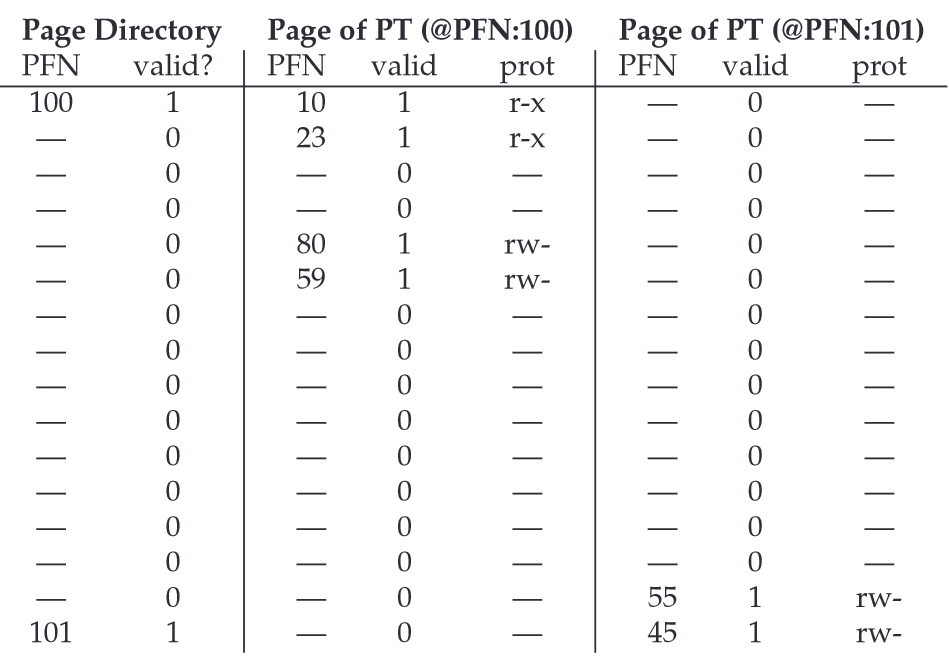 Page Directory Page of PT (@PFN:100) Page of PT (@PFN:101)
PFN valid? PFN valid prot PFN valid prot
100 1 10 1 r-x — 0 —
— 0 23 1 r-x — 0 —
— 0 — 0 — — 0 —
— 0 — 0 — — 0 —
— 0 80 1 rw- — 0 —
— 0 59 1 rw- — 0 —
— 0 — 0 — — 0 —
— 0 — 0 — — 0 —
— 0 — 0 — — 0 —
— 0 — 0 — — 0 —
— 0 — 0 — — 0 —
— 0 — 0 — — 0 —
— 0 — 0 — — 0 —
— 0 — 0 — — 0 —
— 0 — 0 — 55 1 rw-
101 1 — 0 — 45 1 rw-